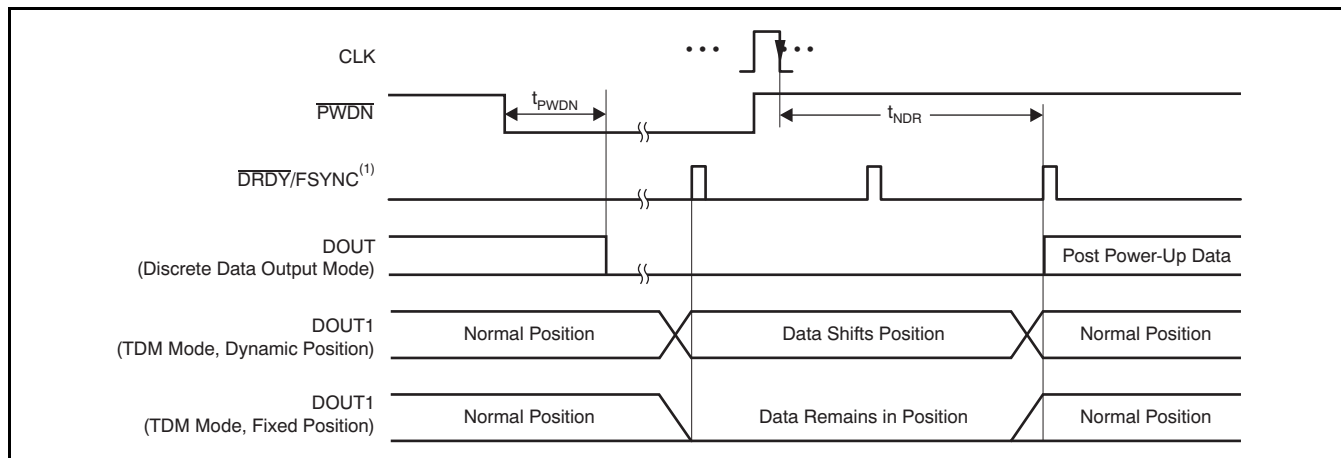 • • •
• • •
CLK
PWDN
t_PWDN
t_NDR
DRDY/FSYNC(1)
DOUT
(Discrete Data Output Mode)
Post Power-Up Data
DOUT1
(TDM Mode, Dynamic Position)
Normal Position
Data Shifts Position
Normal Position
DOUT1
(TDM Mode, Fixed Position)
Normal Position
Data Remains in Position
Normal Position